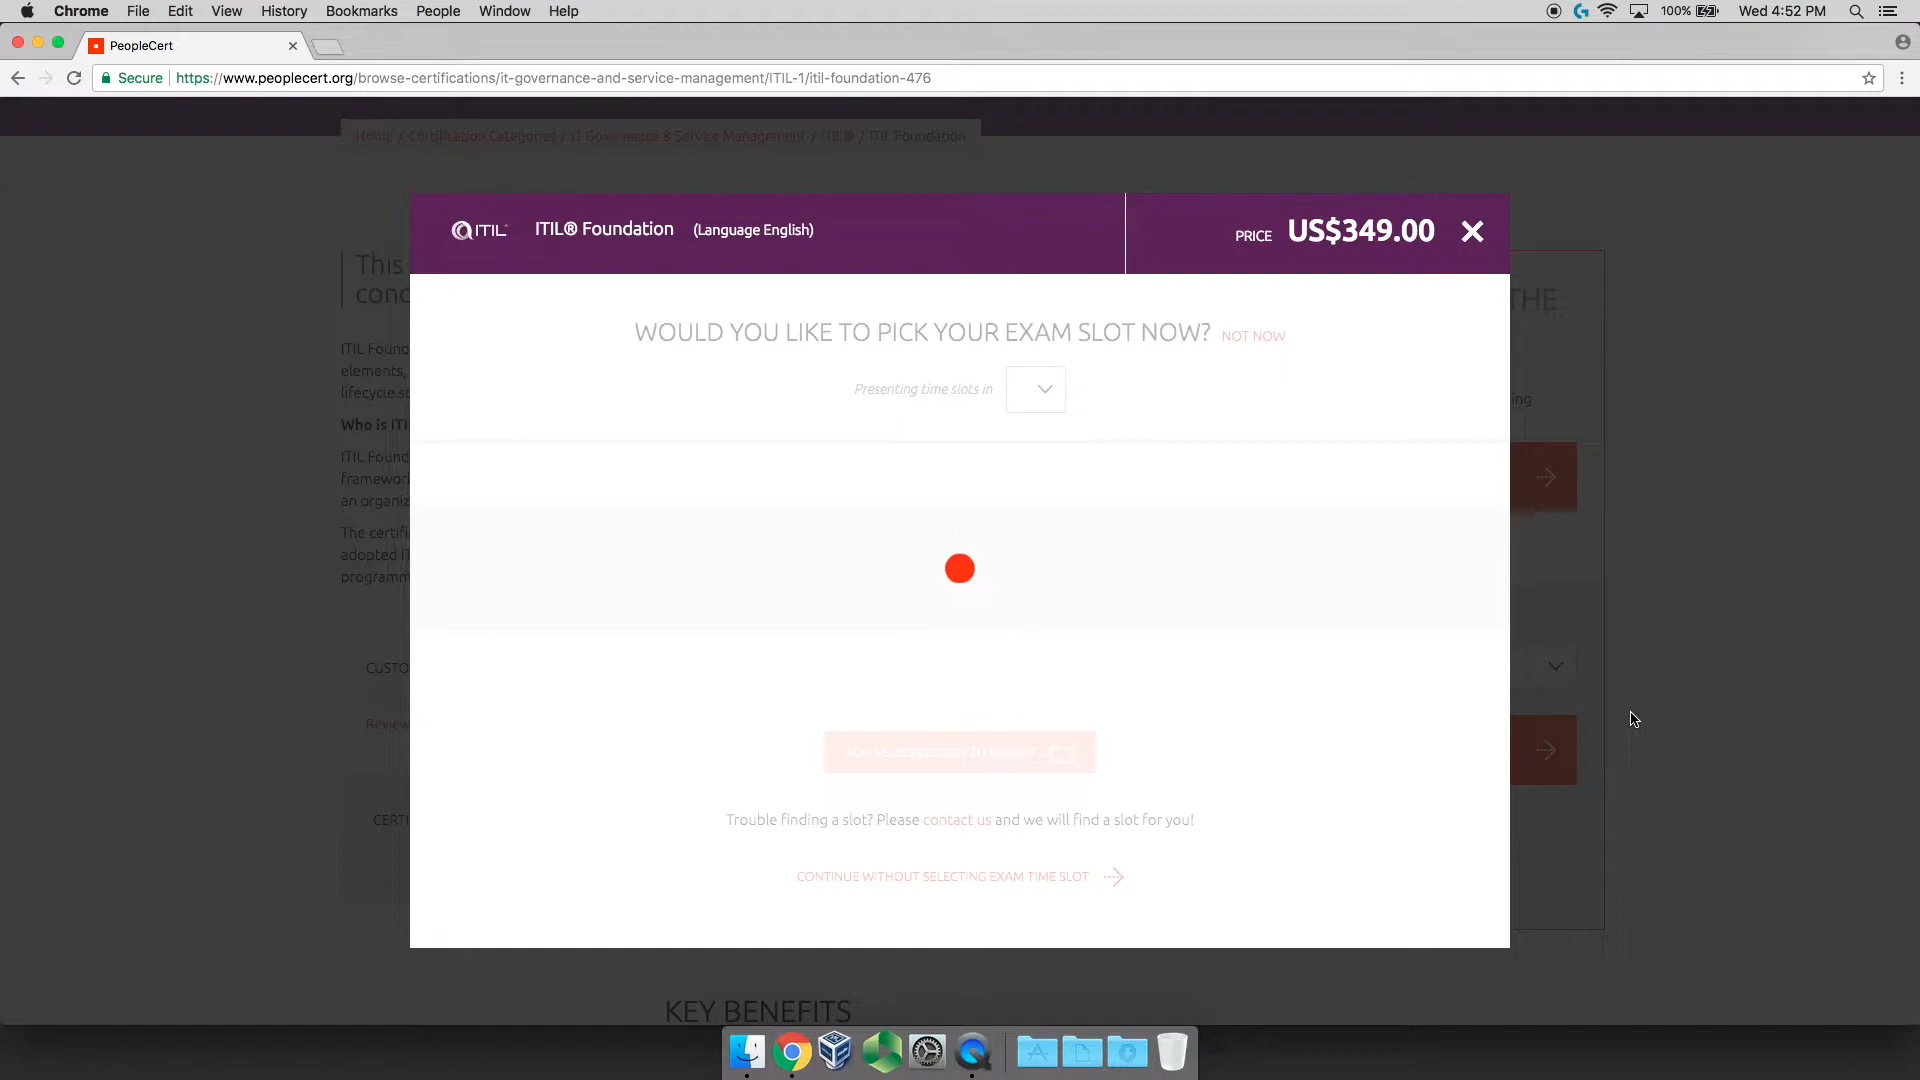 Chrome File Edit View History Bookmarks People Window Help 100% Wed 4:52 PM
PeopleCert
Secure https://www.peoplecert.org/browse-certifications/it-governance-and-service-management/ITIL-1/itil-foundation-476
Home / Certification Categories / IT Governance & Service Management / ITIL® / ITIL Foundation
ITIL ITIL® Foundation (Language English) PRICE US$349.00
This
conc
THE
WOULD YOU LIKE TO PICK YOUR EXAM SLOT NOW? NOT NOW
ITIL Found
elements,
lifecycle st
Presenting time slots in
ing
Who is ITI
ITIL Found
framework
an organiz
The certifi
adopted IT
programm
CUSTO
Review
Trouble finding a slot? Please contact us and we will find a slot for you!
CERTI
CONTINUE WITHOUT SELECTING EXAM TIME SLOT
KEY BENEFITS